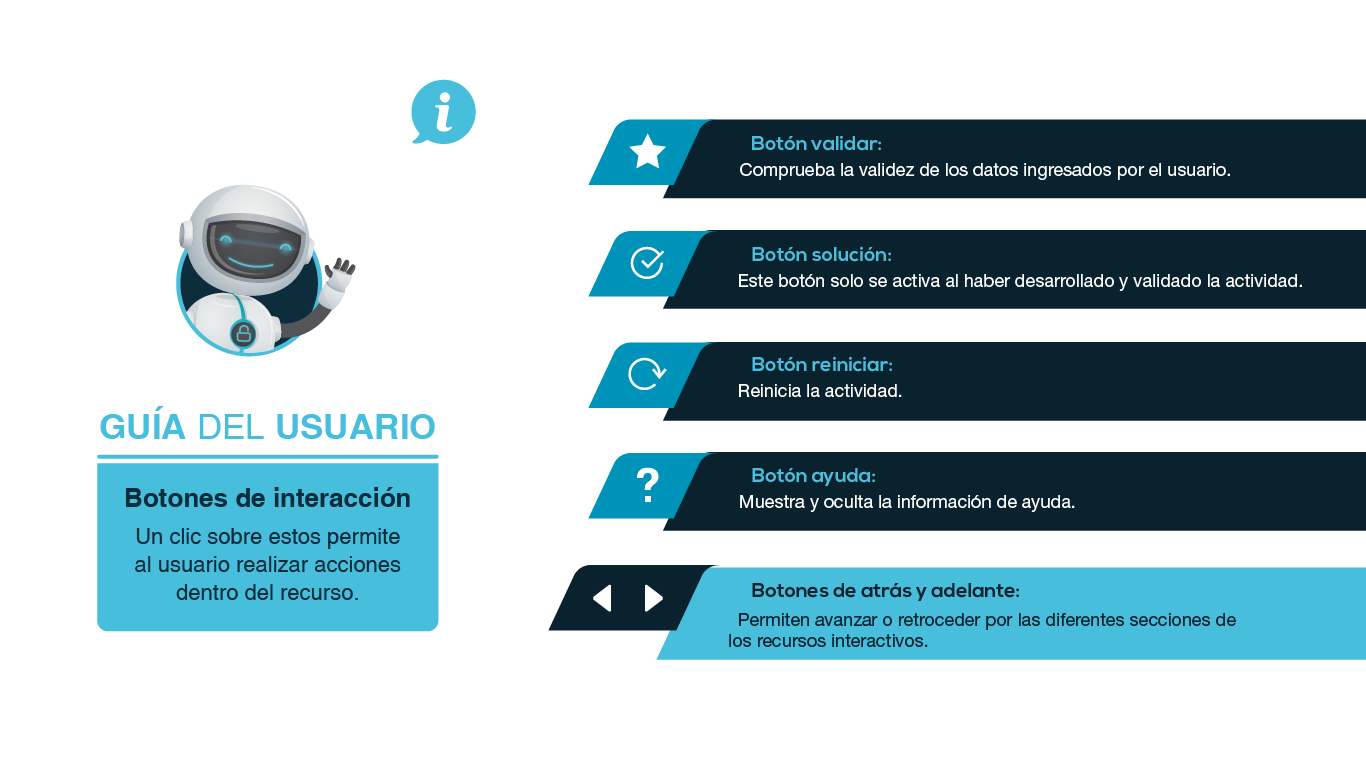 i
GUÍA DEL USUARIO
Botones de interacción
Un clic sobre estos permite
al usuario realizar acciones
dentro del recurso.
Botón validar:
Comprueba la validez de los datos ingresados por el usuario.
Botón solución:
Este botón solo se activa al haber desarrollado y validado la actividad.
Botón reiniciar:
Reinicia la actividad.
?
Botón ayuda:
Muestra y oculta la información de ayuda.
Botones de atrás y adelante:
Permiten avanzar o retroceder por las diferentes secciones de
los recursos interactivos.